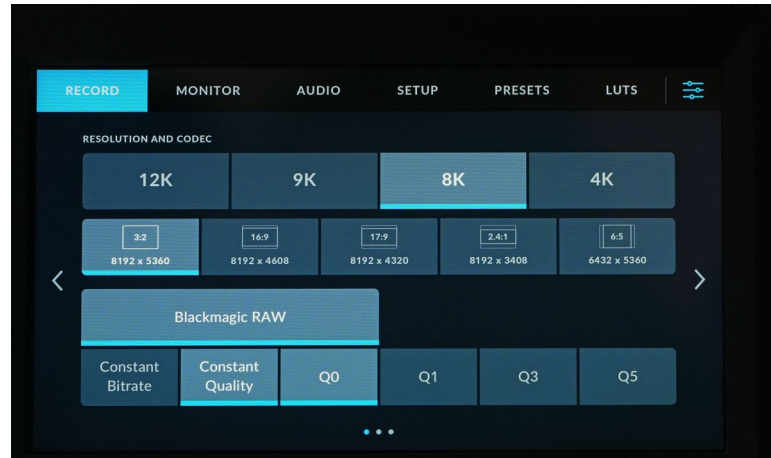 RECORD MONITOR AUDIO SETUP PRESETS LUTS
RESOLUTION AND CODEC
12K 9K 8K 4K
3:2 16:9 17:9 2.4:1 6:5
8192 x 5360 8192 x 4608 8192 x 4320 8192 x 3408 6432 x 5360
Blackmagic RAW
Constant Bitrate Constant Quality Q0 Q1 Q3 Q5